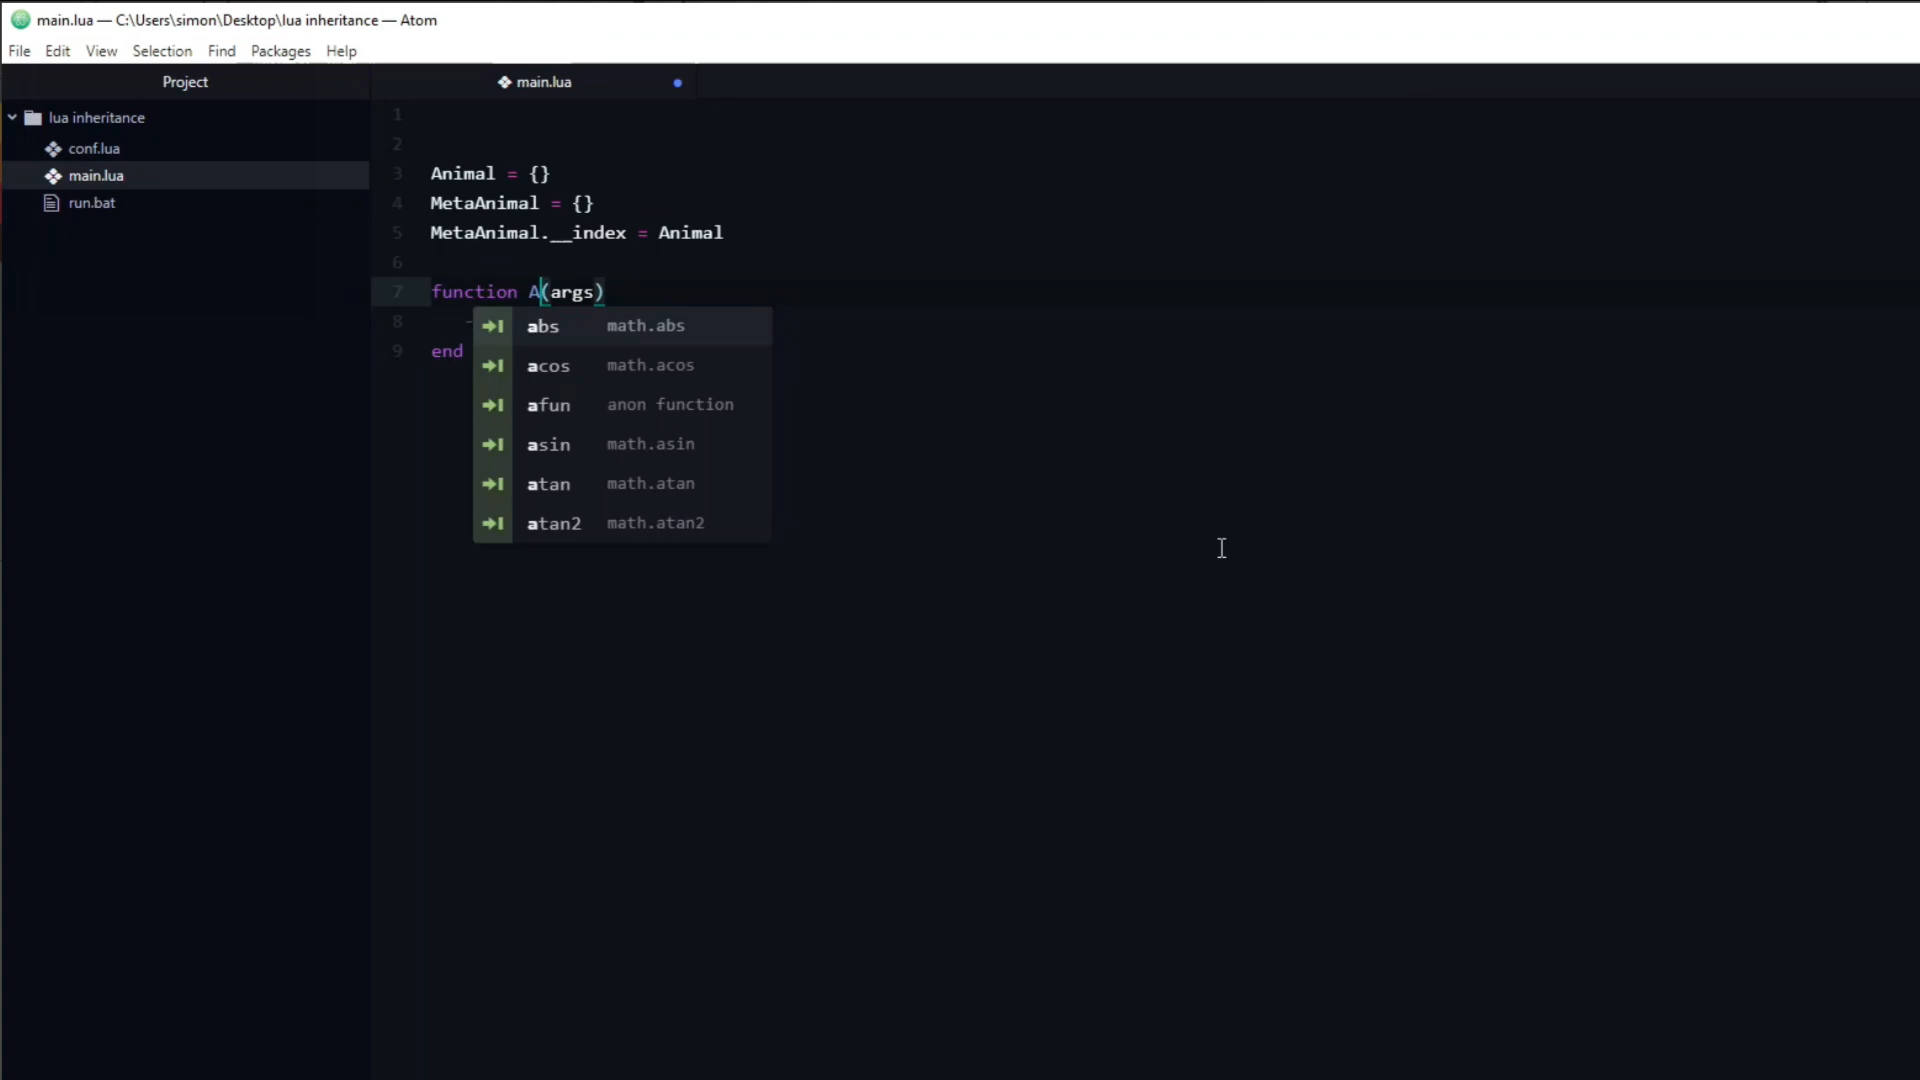 main.lua — C:\Users\simon\Desktop\lua inheritance — Atom
File Edit View Selection Find Packages Help
Project
main.lua
lua inheritance
conf.lua
main.lua
run.bat
1
2
3 Animal = {}
4 MetaAnimal = {}
5 MetaAnimal.__index = Animal
6
7 function A(args)
8 -
9 end
abs math.abs
acos math.acos
afun anon function
asin math.asin
atan math.atan
atan2 math.atan2